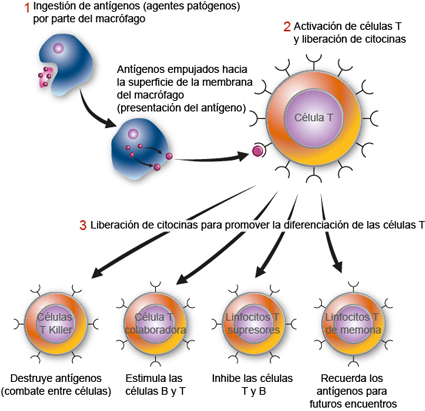 1 Ingestión de antígenos (agentes patógenos)
por parte del macrófago
2 Activación de células T
y liberación de citocinas
Antígenos empujados hacia
la superficie de la membrana
del macrófago
(presentación del antígeno)
Célula T
3 Liberación de citocinas para promover la diferenciación de las células T
Células
T Killer
Célula T
colaboradora
Linfocitos T
supresores
Linfocitos T
de memoria
Destruye antígenos
(combate entre células)
Estimula las
células B y T
Inhibe las células
T y B
Recuerda los
antígenos para
futuros encuentros